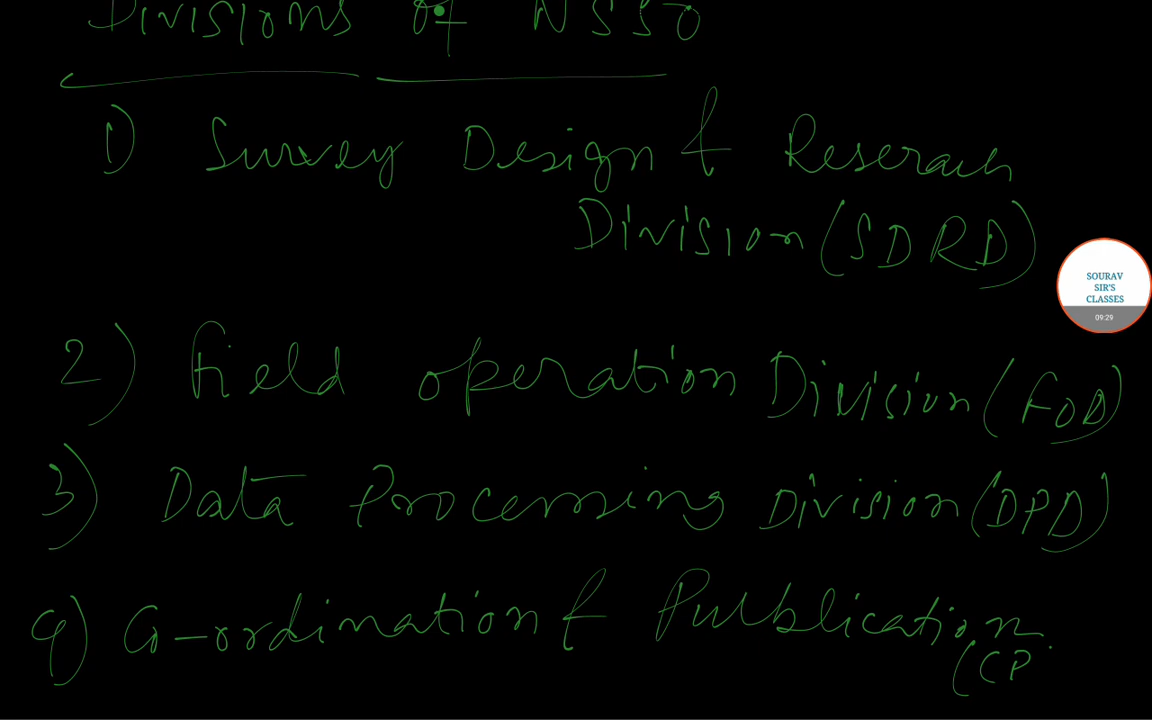 Divisions of NSSO
1) Survey Design & Reserach
Division (SDRD)
SOURAV
SIR'S
CLASSES
09:29
2) Field operation Division (FOD)
3) Data Processing Division (DPD)
4) Co-ordination & Publication
(CP